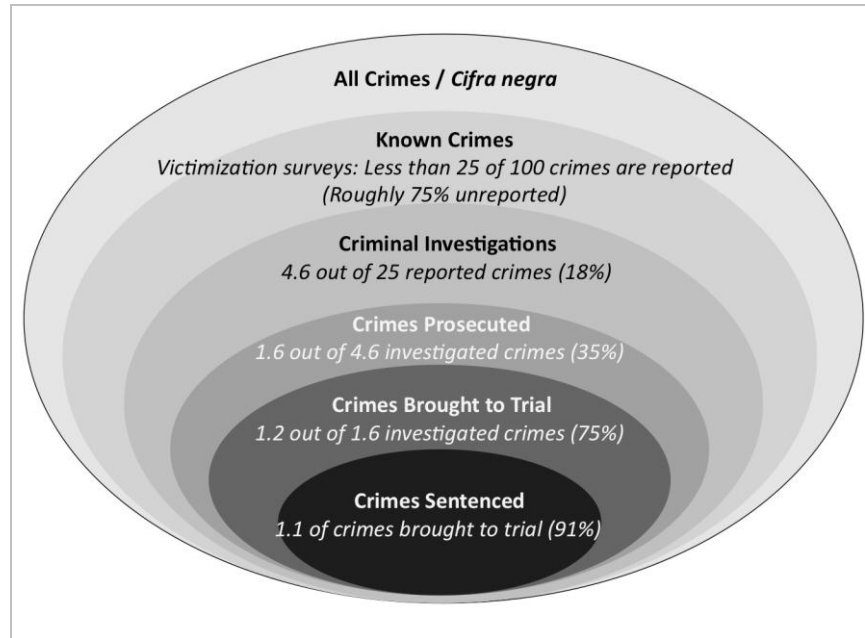 All Crimes / Cifra negra
Known Crimes
Victimization surveys: Less than 25 of 100 crimes are reported
(Roughly 75% unreported)
Criminal Investigations
4.6 out of 25 reported crimes (18%)
Crimes Prosecuted
1.6 out of 4.6 investigated crimes (35%)
Crimes Brought to Trial
1.2 out of 1.6 investigated crimes (75%)
Crimes Sentenced
1.1 of crimes brought to trial (91%)